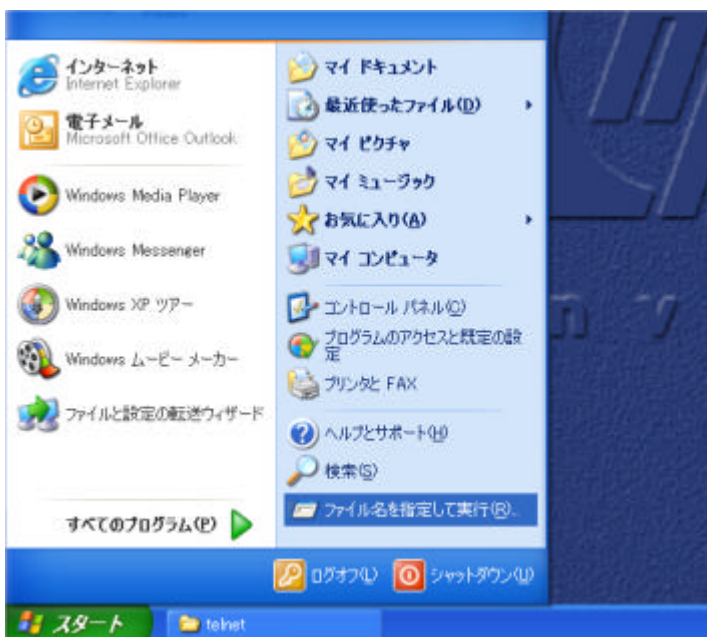 インターネット
Internet Explorer
電子メール
Microsoft Office Outlook
Windows Media Player
Windows Messenger
Windows XP ツアー
Windows ムービー メーカー
ファイルと設定の転送ウィザード
すべてのプログラム(P)
マイ ドキュメント
最近使ったファイル(D)
マイ ピクチャ
マイ ミュージック
お気に入り(A)
マイ コンピュータ
コントロール パネル(C)
プログラムのアクセスと既定の設
定
プリンタと FAX
ヘルプとサポート(H)
検索(S)
ファイル名を指定して実行(R)...
ログオフ(L)
シャットダウン(U)
n v
スタート
telnet